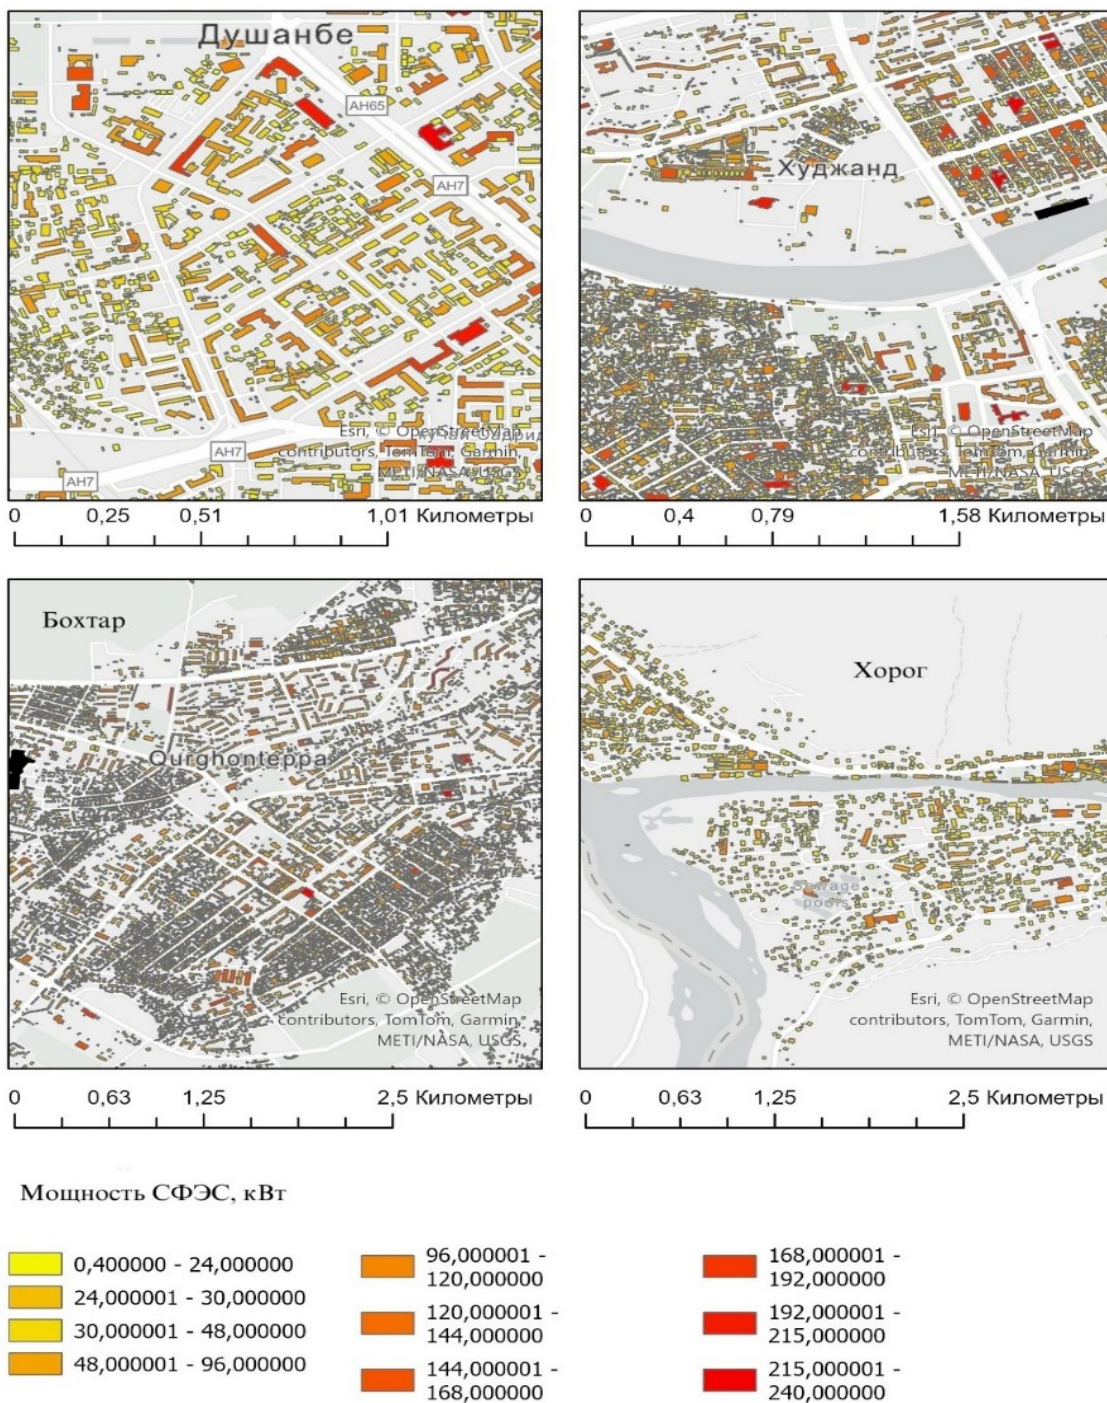 Душанбе
AH65
AH7
AH7
AH7
Esri, © OpenStreetMap
contributors, TomTom, Garmin,
METI/NASA, USGS
0 0,25 0,51 1,01 Километры
Худжанд
Esri, © OpenStreetMap
contributors, TomTom, Garmin,
METI/NASA, USGS
0 0,4 0,79 1,58 Километры
Бохтар
Qurghonteppa
Esri, © OpenStreetMap
contributors, TomTom, Garmin,
METI/NASA, USGS
0 0,63 1,25 2,5 Километры
Хорог
Sewage
pools
Esri, © OpenStreetMap
contributors, TomTom, Garmin,
METI/NASA, USGS
0 0,63 1,25 2,5 Километры
Мощность СФЭС, кВт
0,400000 - 24,000000
24,000001 - 30,000000
30,000001 - 48,000000
48,000001 - 96,000000
96,000001 -
120,000000
120,000001 -
144,000000
144,000001 -
168,000000
168,000001 -
192,000000
192,000001 -
215,000000
215,000001 -
240,000000